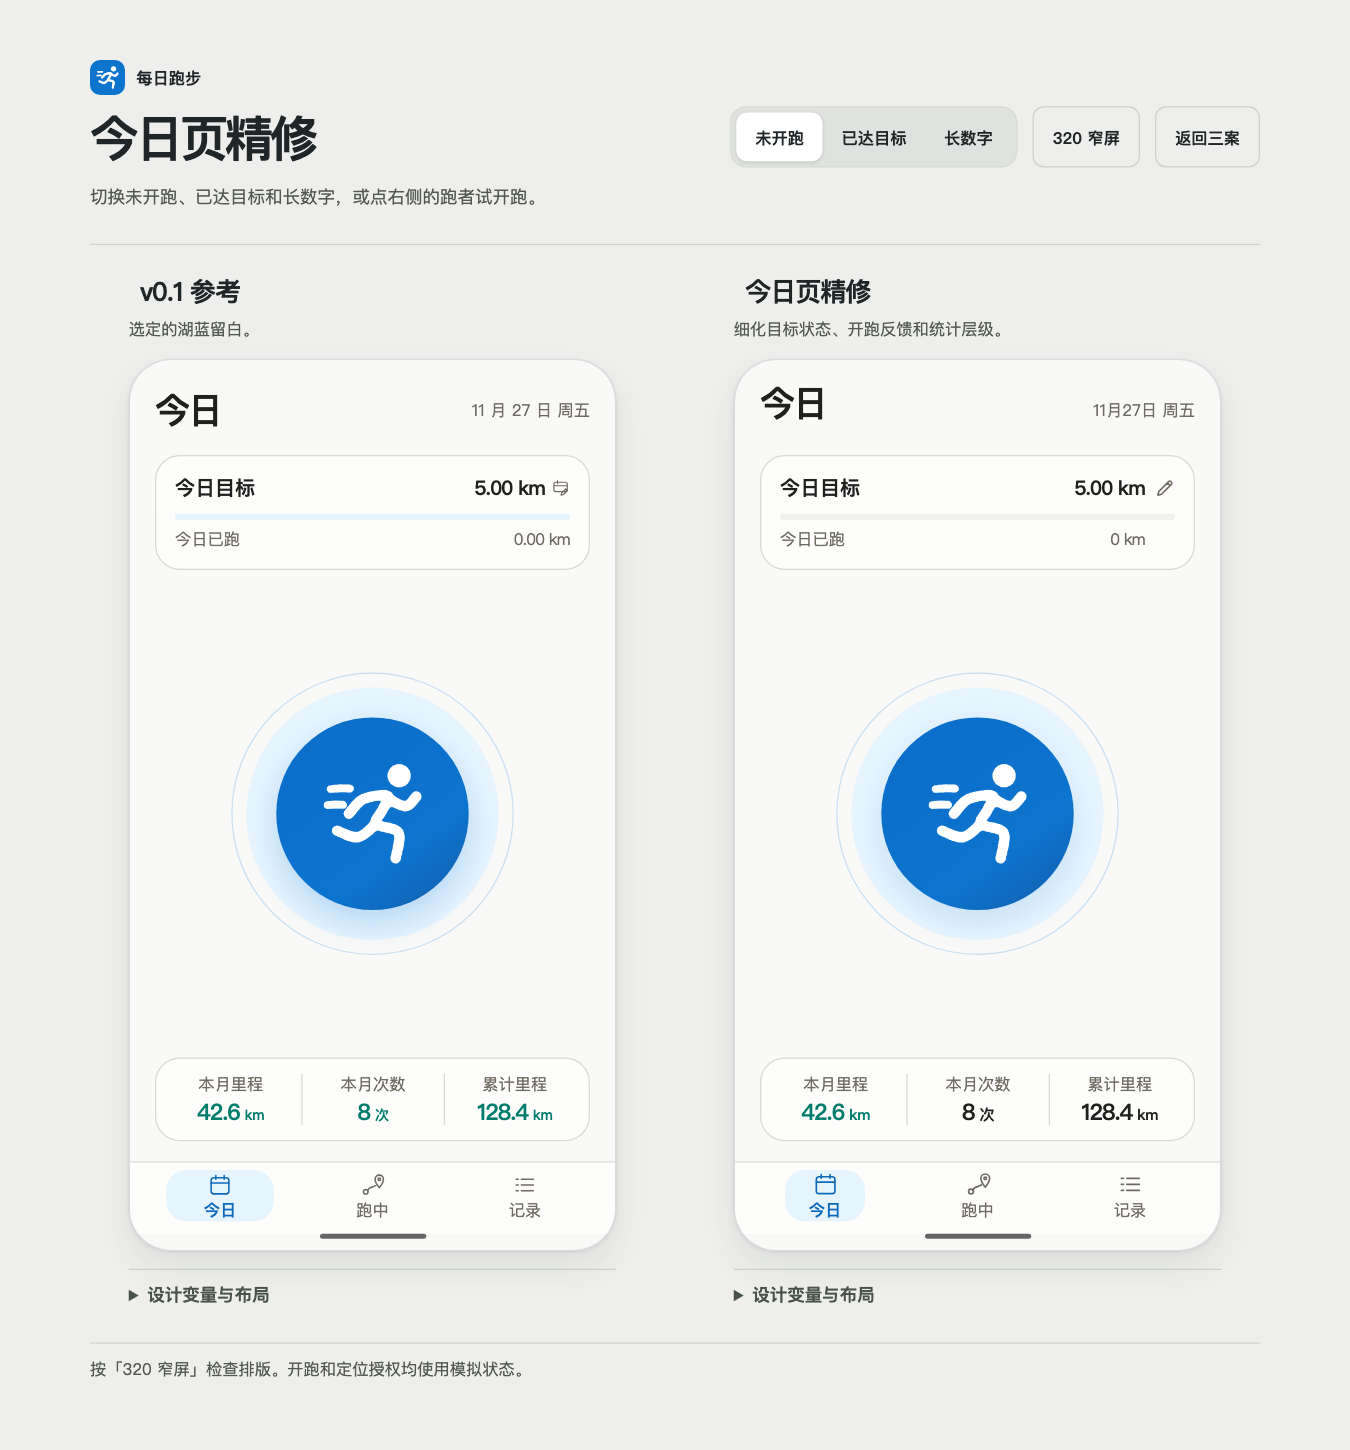 每日跑步
今日页精修
未开跑 已达目标 长数字 320 窄屏 返回三案
切换未开跑、已达目标和长数字，或点右侧的跑者试开跑。
v0.1 参考
选定的湖蓝留白。
今日
11 月 27 日 周五
今日目标 5.00 km
今日已跑 0.00 km
本月里程 本月次数 累计里程
42.6 km 8 次 128.4 km
今日 跑中 记录
设计变量与布局
今日页精修
细化目标状态、开跑反馈和统计层级。
今日
11月27日 周五
今日目标 5.00 km
今日已跑 0 km
本月里程 本月次数 累计里程
42.6 km 8 次 128.4 km
今日 跑中 记录
设计变量与布局
按「320 窄屏」检查排版。开跑和定位授权均使用模拟状态。